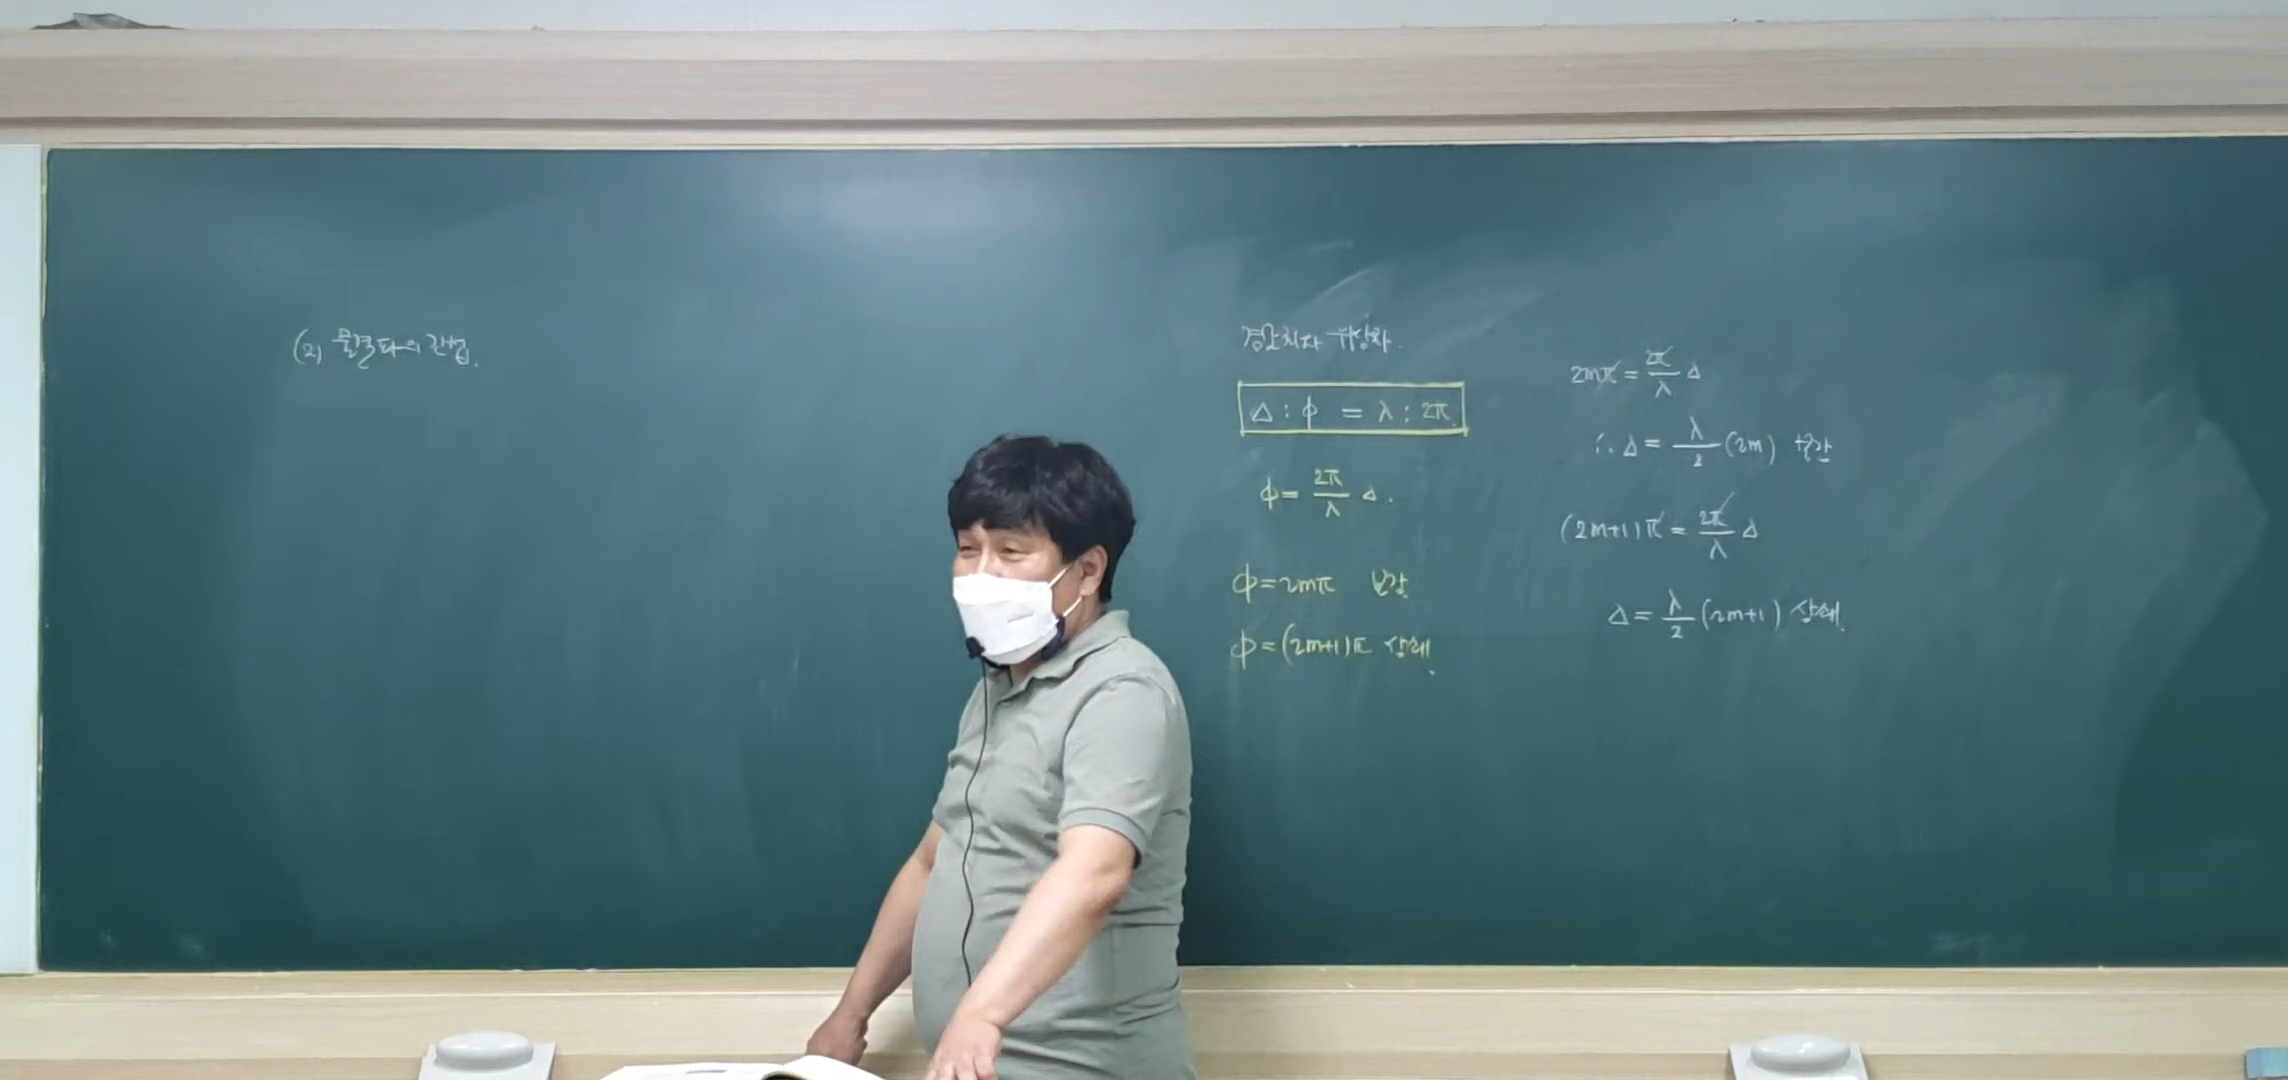 (2) 물결파의 간섭.
경로차와 위상차.
Δ : φ = λ : 2π
φ = 2π/λ Δ.
φ = 2mπ 보강.
φ = (2m+1)π 상쇄.
2mπ = 2π/λ Δ
∴ Δ = λ/2 (2m) 보강
(2m+1)π = 2π/λ Δ
Δ = λ/2 (2m+1) 상쇄.